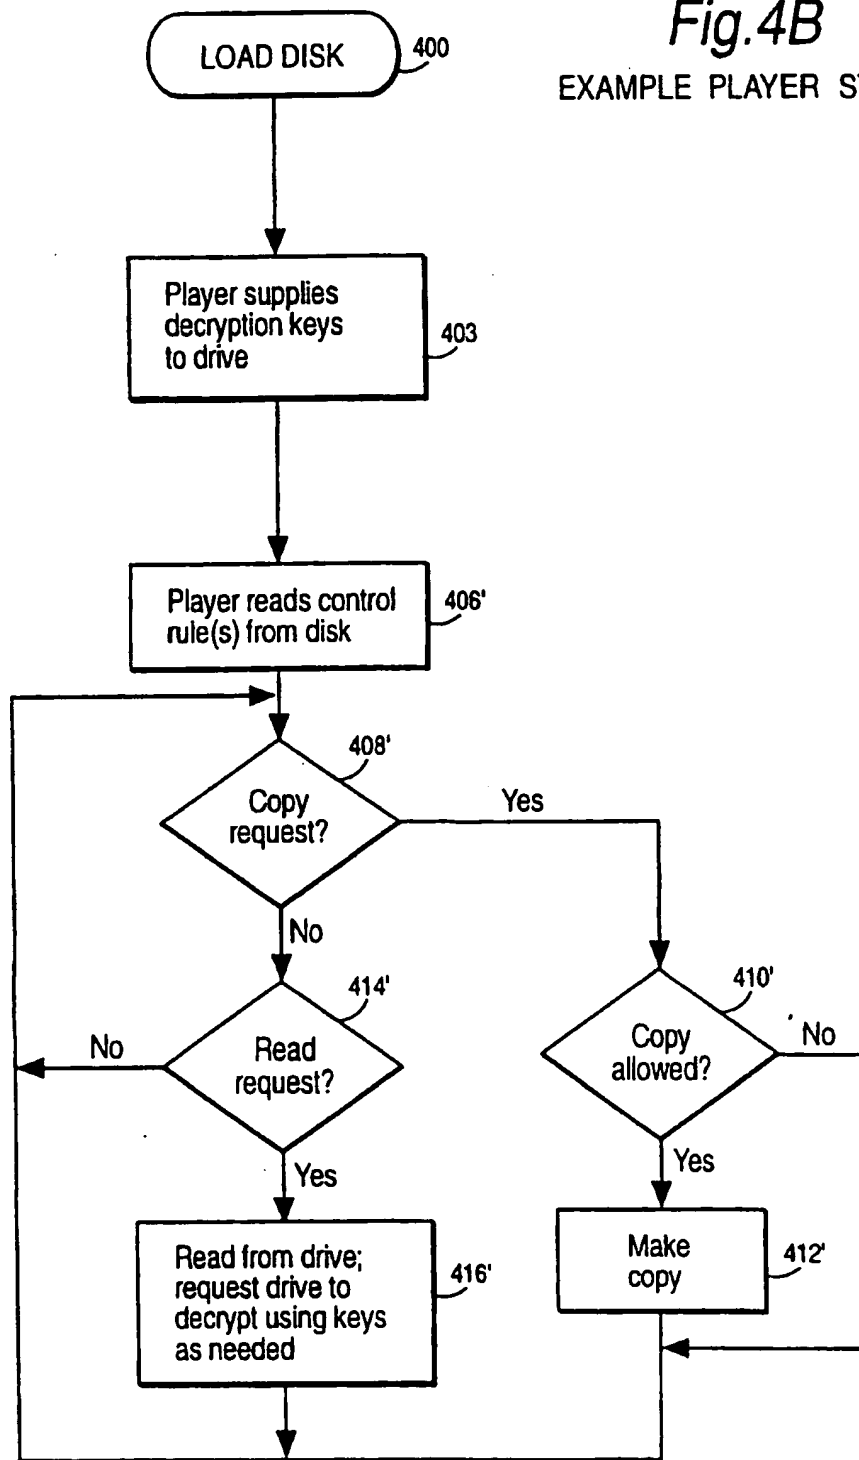 Fig.4B
EXAMPLE PLAYER
LOAD DISK
400
Player supplies
decryption keys
to drive
403
Player reads control
rule(s) from disk
406'
408'
Copy
request?
Yes
No
414'
Read
request?
No
Yes
410'
Copy
allowed?
No
Yes
Read from drive;
request drive to
decrypt using keys
as needed
416'
Make
copy
412'